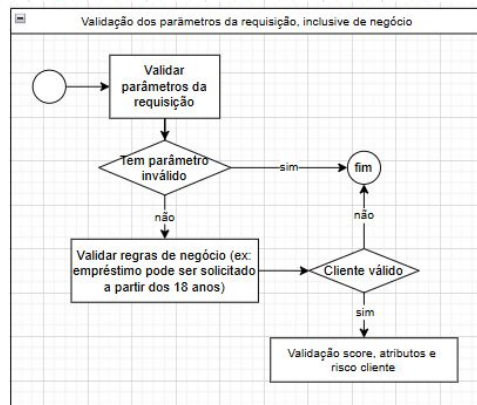 Validação dos parâmetros da requisição, inclusive de negócio
Validar
parâmetros da
requisição
Tem parâmetro
inválido
sim
fim
não
não
Validar regras de negócio (ex:
empréstimo pode ser solicitado
a partir dos 18 anos)
Cliente válido
sim
Validação score, atributos e
risco cliente